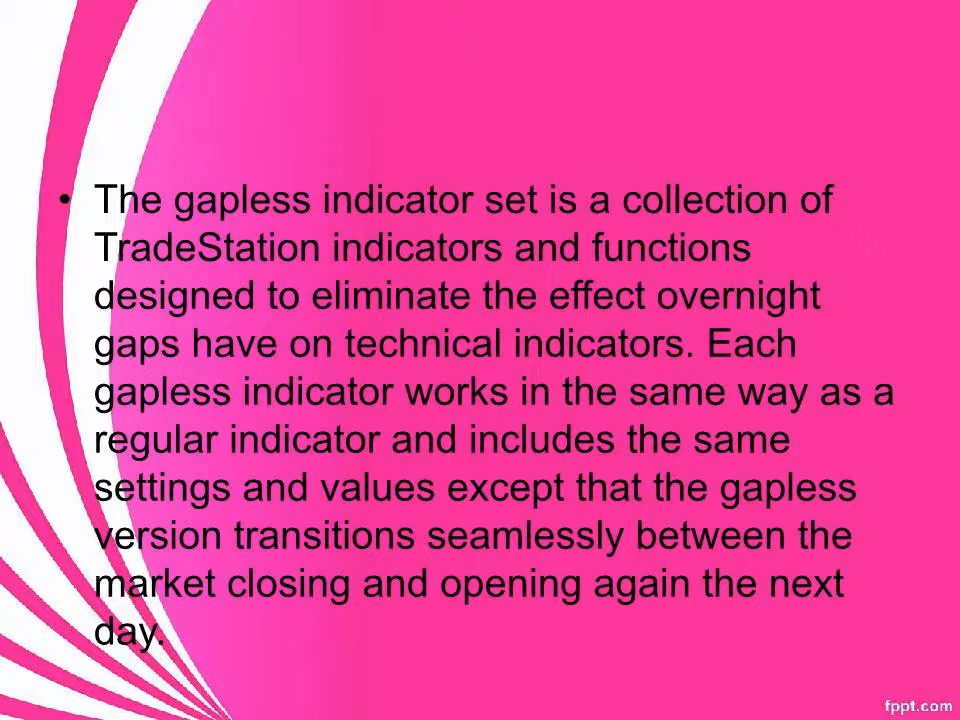 • The gapless indicator set is a collection of
TradeStation indicators and functions
designed to eliminate the effect overnight
gaps have on technical indicators. Each
gapless indicator works in the same way as a
regular indicator and includes the same
settings and values except that the gapless
version transitions seamlessly between the
market closing and opening again the next
day.
fppt.com